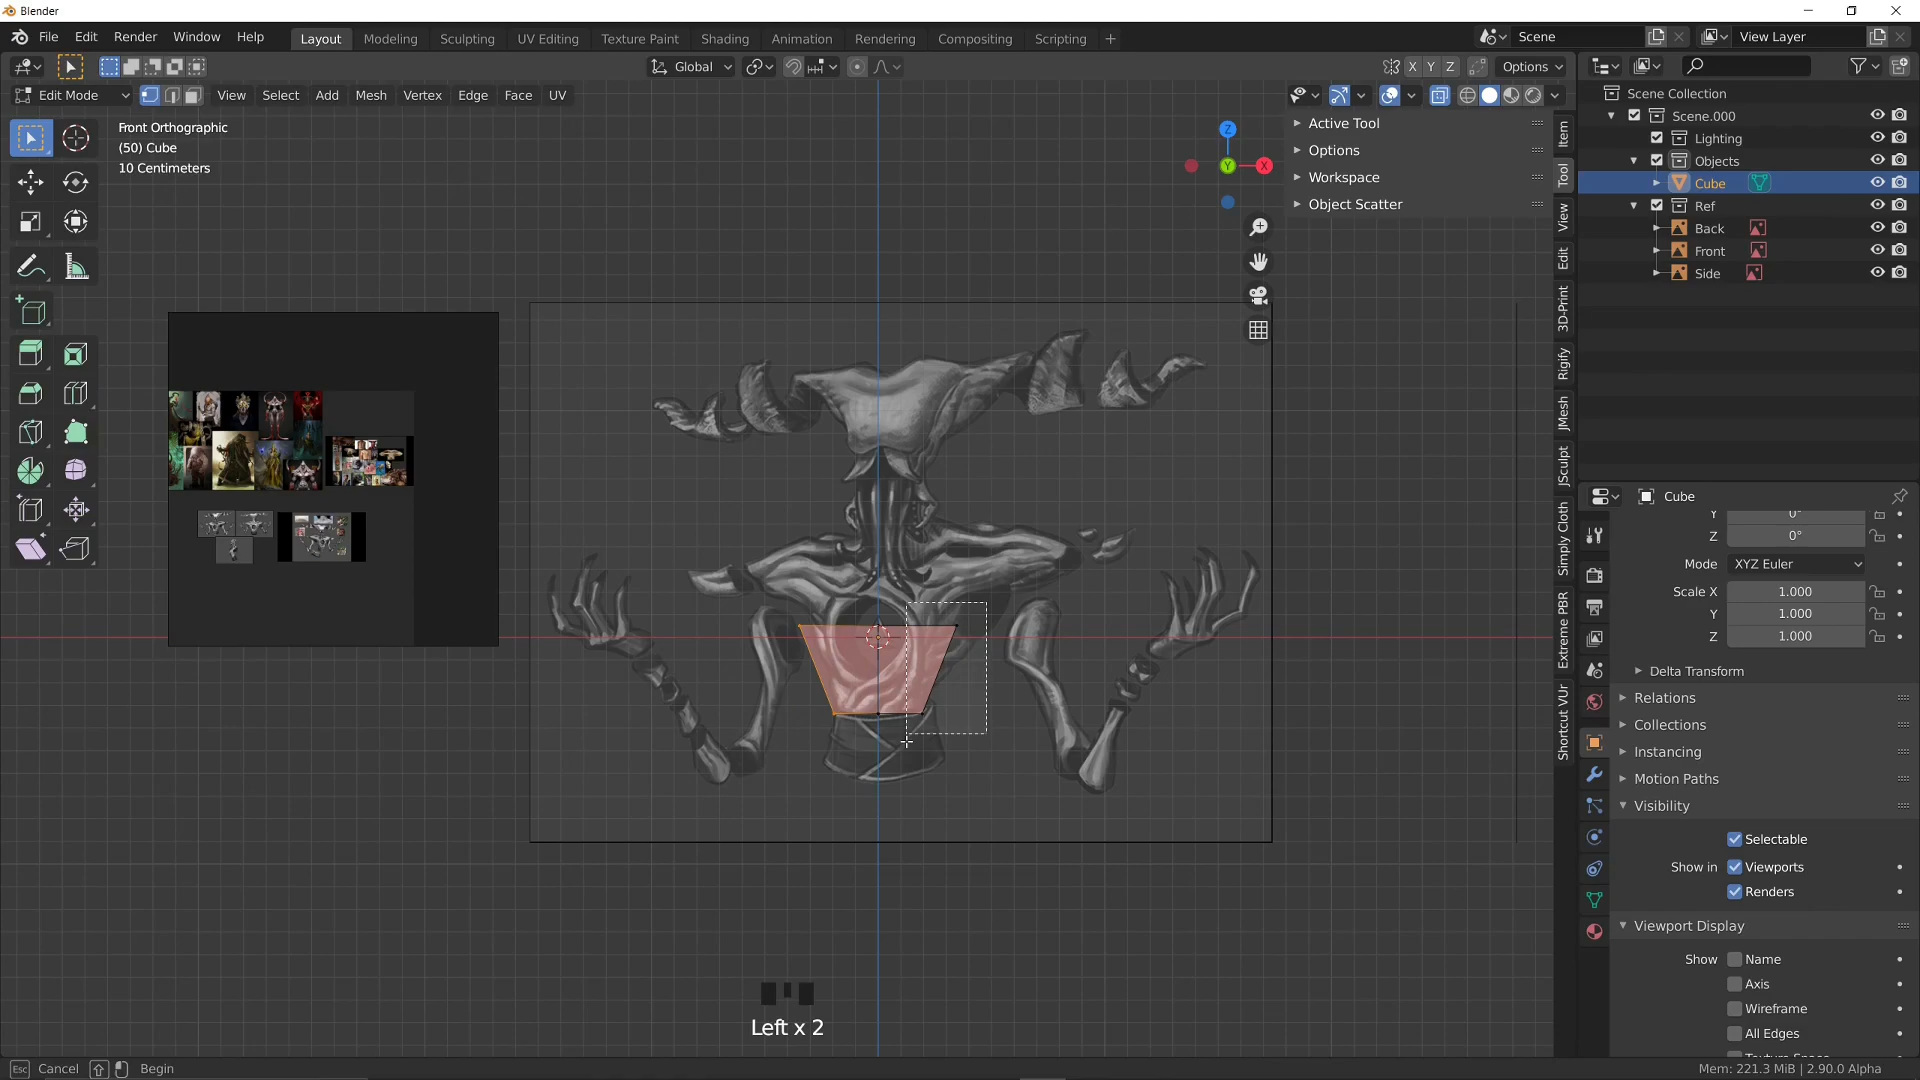 Blender
File Edit Render Window Help
Layout Modeling Sculpting UV Editing Texture Paint Shading Animation Rendering Compositing Scripting +
Scene
View Layer
Global
X Y Z
Options
Edit Mode
View Select Add Mesh Vertex Edge Face UV
Front Orthographic
(50) Cube
10 Centimeters
Z
Y
X
Active Tool
Options
Workspace
Object Scatter
Item
Tool
View
Edit
3D-Print
Rigify
JMesh
JSculpt
Simply Cloth
Extreme PBR
Shortcut VUr
Scene Collection
Scene.000
Lighting
Objects
Cube
Ref
Back
Front
Side
Cube
Y 0°
Z 0°
Mode XYZ Euler
Scale X 1.000
Y 1.000
Z 1.000
Delta Transform
Relations
Collections
Instancing
Motion Paths
Visibility
Selectable
Show in Viewports
Renders
Viewport Display
Show Name
Axis
Wireframe
All Edges
Texture Space
Left x 2
Esc Cancel Begin
Mem: 221.3 MiB | 2.90.0 Alpha